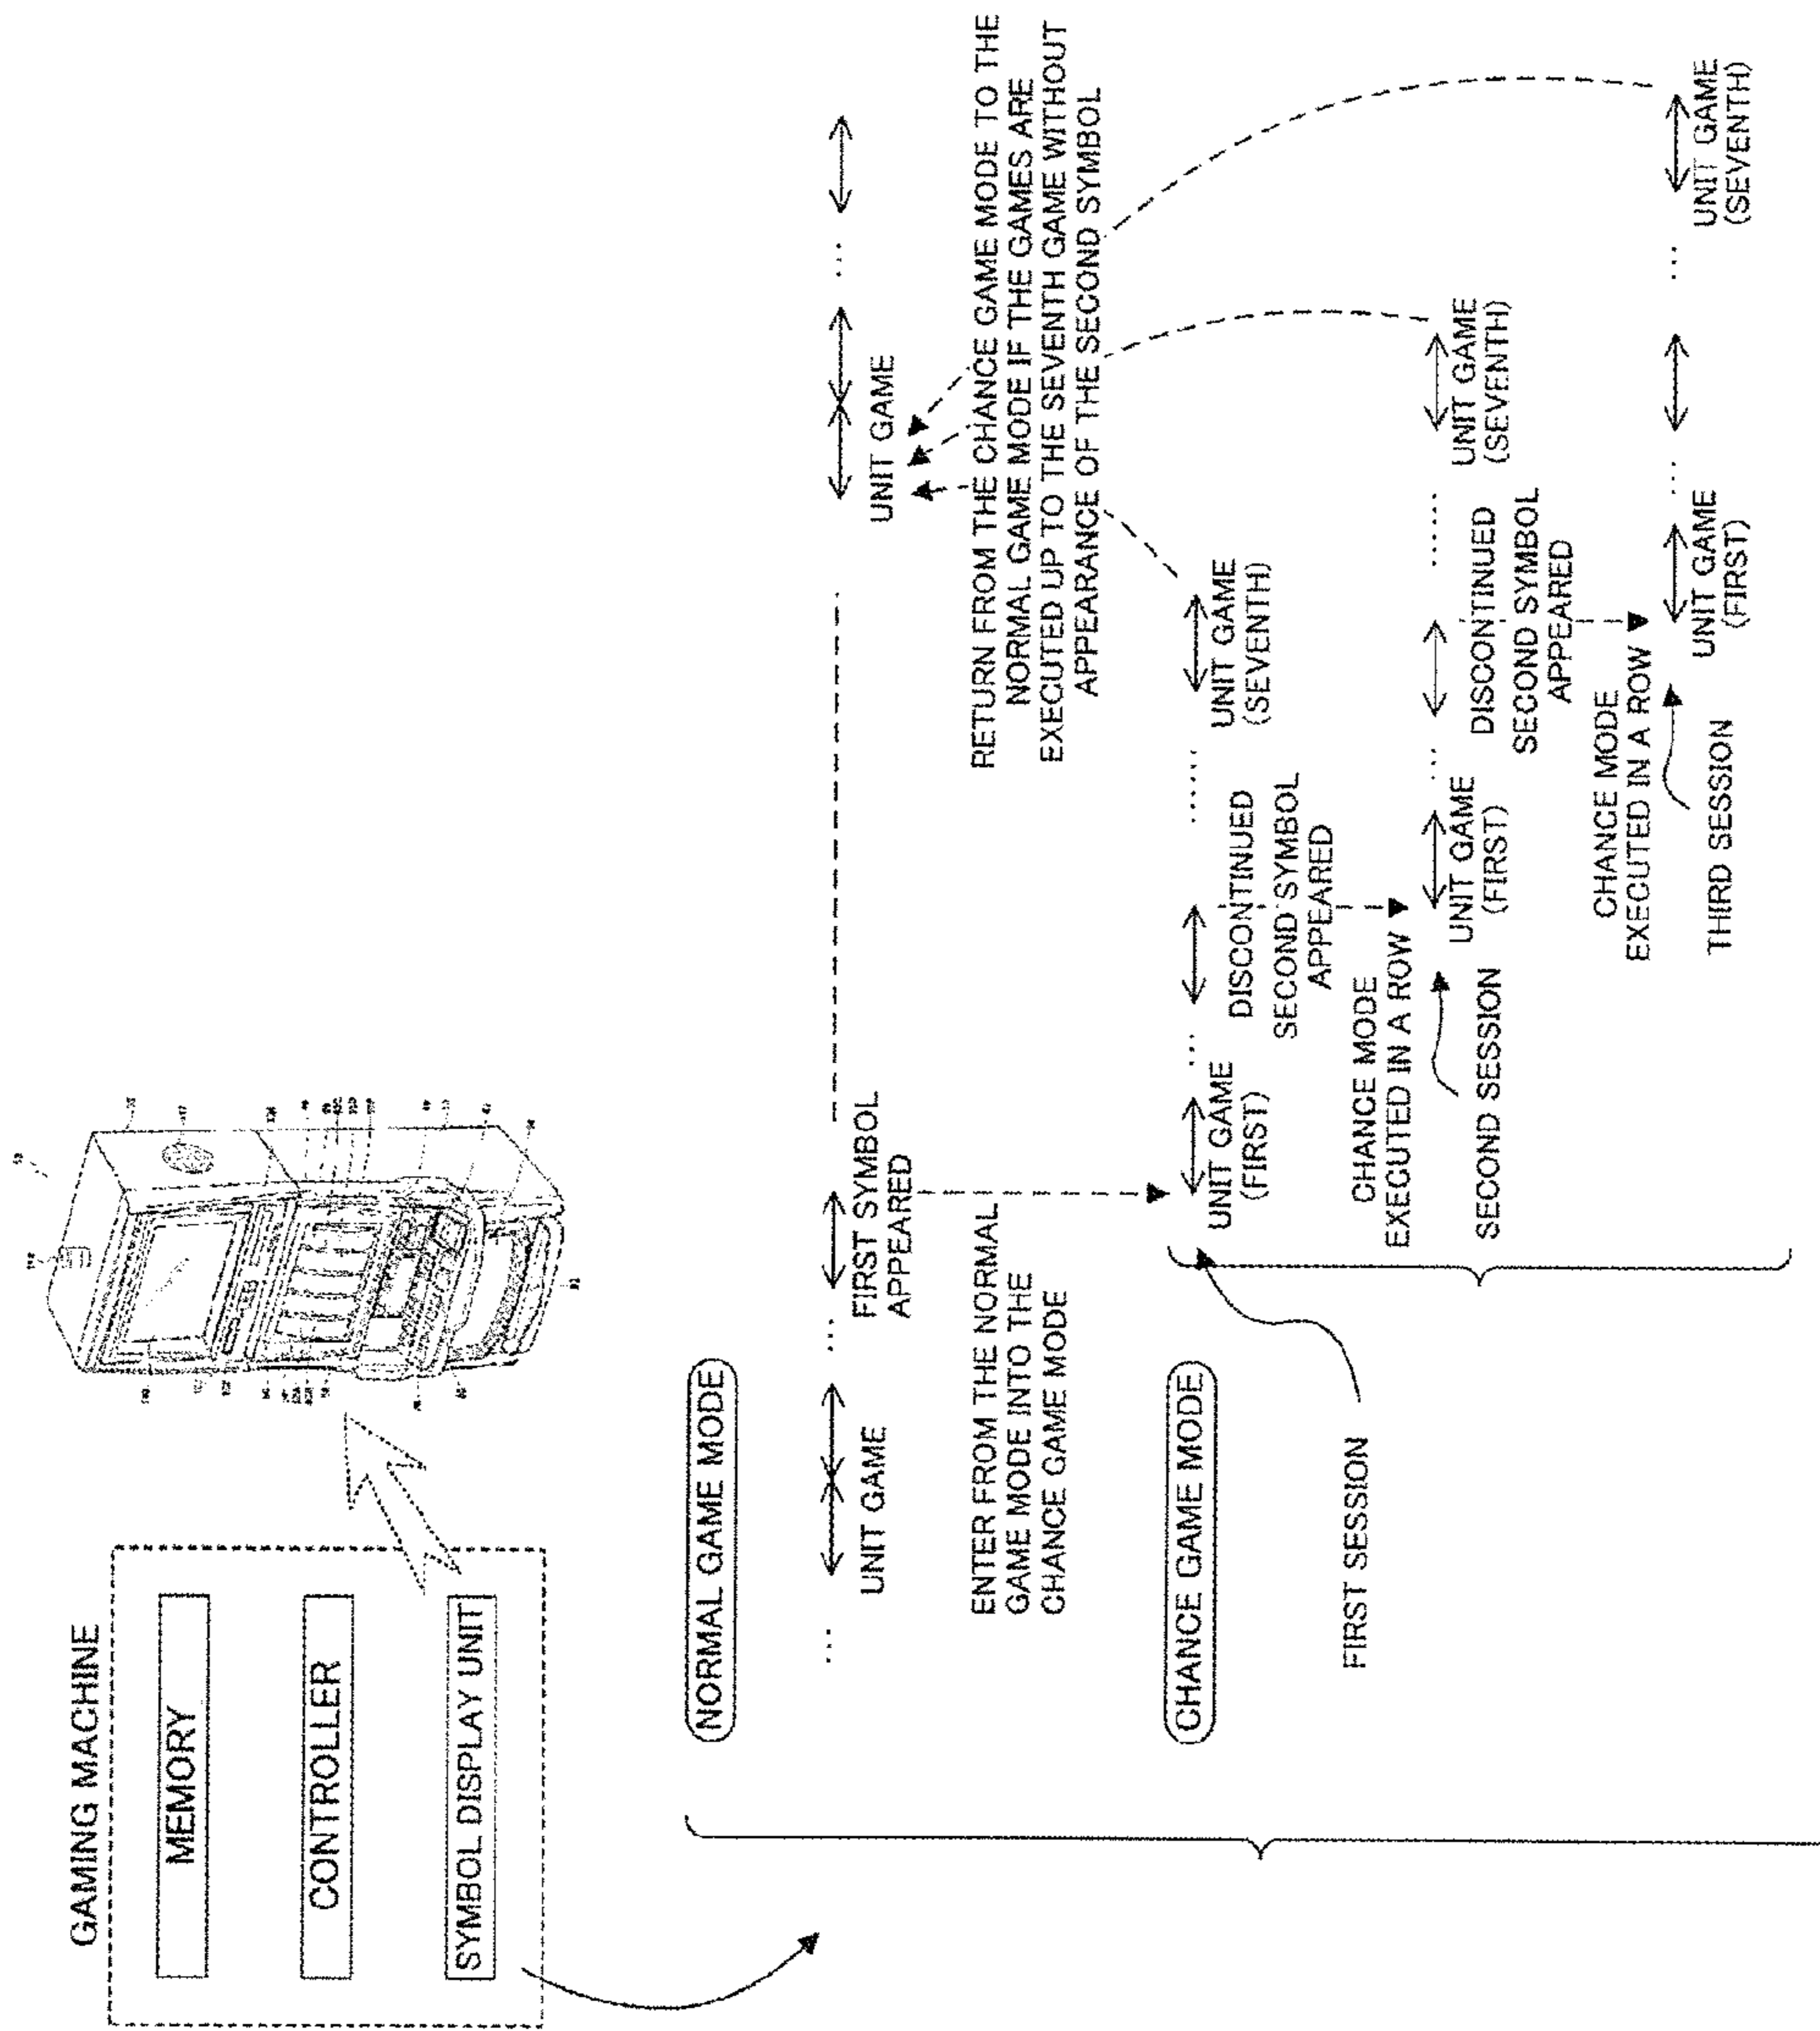 GAMING MACHINE
MEMORY
CONTROLLER
SYMBOL DISPLAY UNIT
NORMAL GAME MODE
...
UNIT GAME
...
FIRST SYMBOL
APPEARED
UNIT GAME
...
ENTER FROM THE NORMAL
GAME MODE INTO THE
CHANCE GAME MODE
RETURN FROM THE CHANCE GAME MODE TO THE
NORMAL GAME MODE IF THE GAMES ARE
EXECUTED UP TO THE SEVENTH GAME WITHOUT
APPEARANCE OF THE SECOND SYMBOL
CHANCE GAME MODE
FIRST SESSION
UNIT GAME
(FIRST)
...
DISCONTINUED
SECOND SYMBOL
APPEARED
......
UNIT GAME
(SEVENTH)
CHANCE MODE
EXECUTED IN A ROW
SECOND SESSION
UNIT GAME
(FIRST)
...
DISCONTINUED
SECOND SYMBOL
APPEARED
......
UNIT GAME
(SEVENTH)
CHANCE MODE
EXECUTED IN A ROW
THIRD SESSION
UNIT GAME
(FIRST)
...
...
UNIT GAME
(SEVENTH)